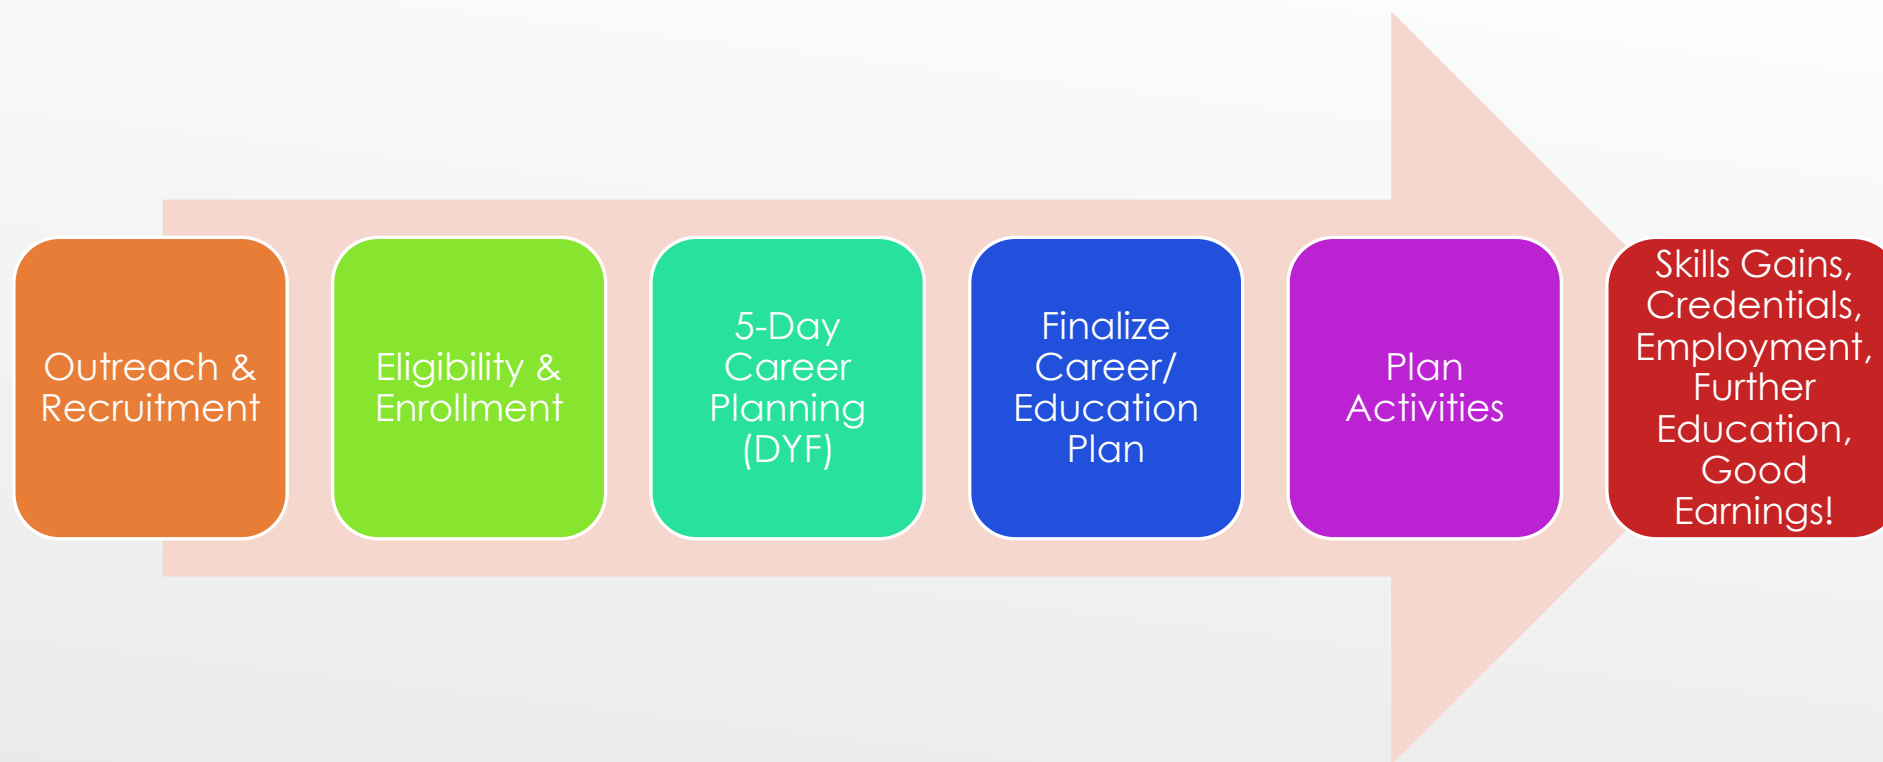 Outreach &
Recruitment
Eligibility &
Enrollment
5-Day
Career
Planning
(DYF)
Finalize
Career/
Education
Plan
Plan
Activities
Skills Gains,
Credentials,
Employment,
Further
Education,
Good
Earnings!